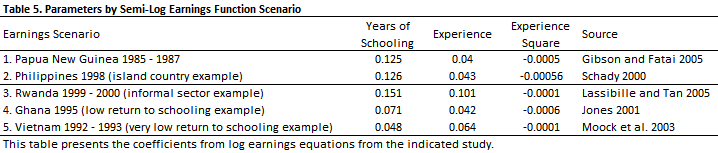 Table 5. Parameters by Semi-Log Earnings Function Scenario
Earnings Scenario Years of Schooling Experience Experience Square Source
1. Papua New Guinea 1985 - 1987 0.125 0.04 -0.0005 Gibson and Fatai 2005
2. Philippines 1998 (island country example) 0.126 0.043 -0.00056 Schady 2000
3. Rwanda 1999 - 2000 (informal sector example) 0.151 0.101 -0.0001 Lassibille and Tan 2005
4. Ghana 1995 (low return to schooling example) 0.071 0.042 -0.0006 Jones 2001
5. Vietnam 1992 - 1993 (very low return to schooling example) 0.048 0.064 -0.0001 Moock et al. 2003
This table presents the coefficients from log earnings equations from the indicated study.